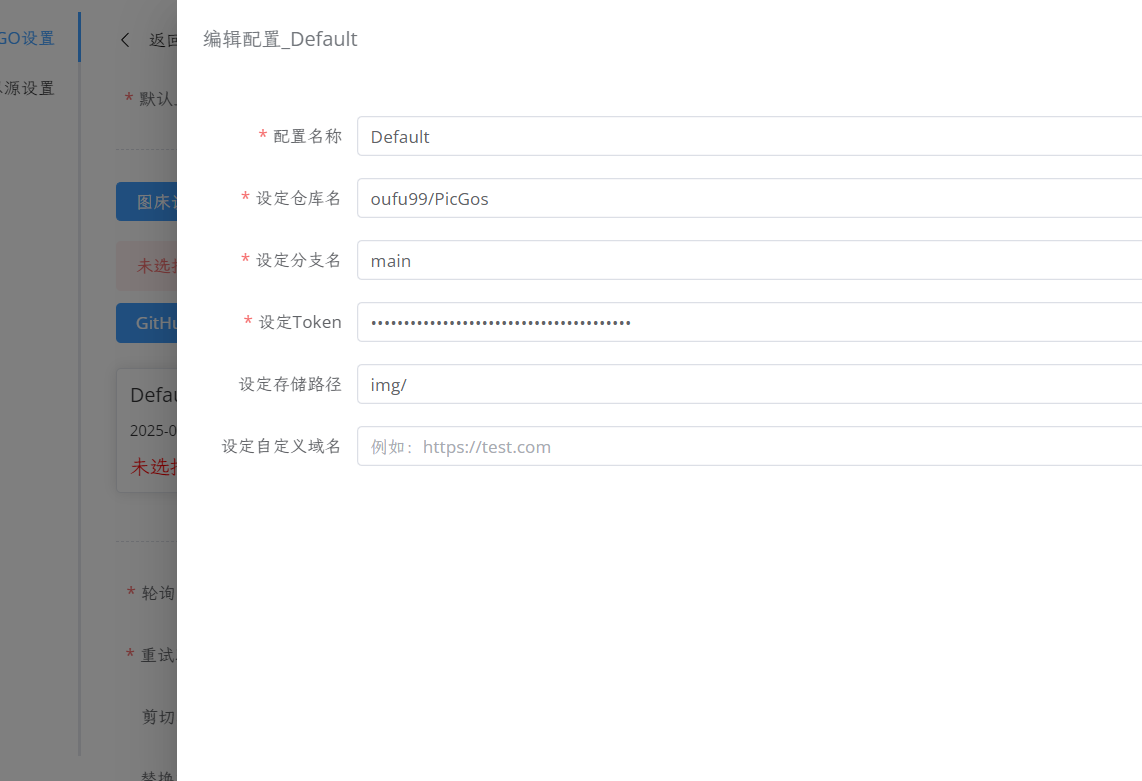 GO设置
源设置
返回
* 默认
图床
未选择
GitHu
Defau
2025-0
未选择
* 轮询
* 重试
剪切
替换
编辑配置_Default
* 配置名称
Default
* 设定仓库名
oufu99/PicGos
* 设定分支名
main
* 设定Token
••••••••••••••••••••••••••••••••••••••••
设定存储路径
img/
设定自定义域名
例如：https://test.com